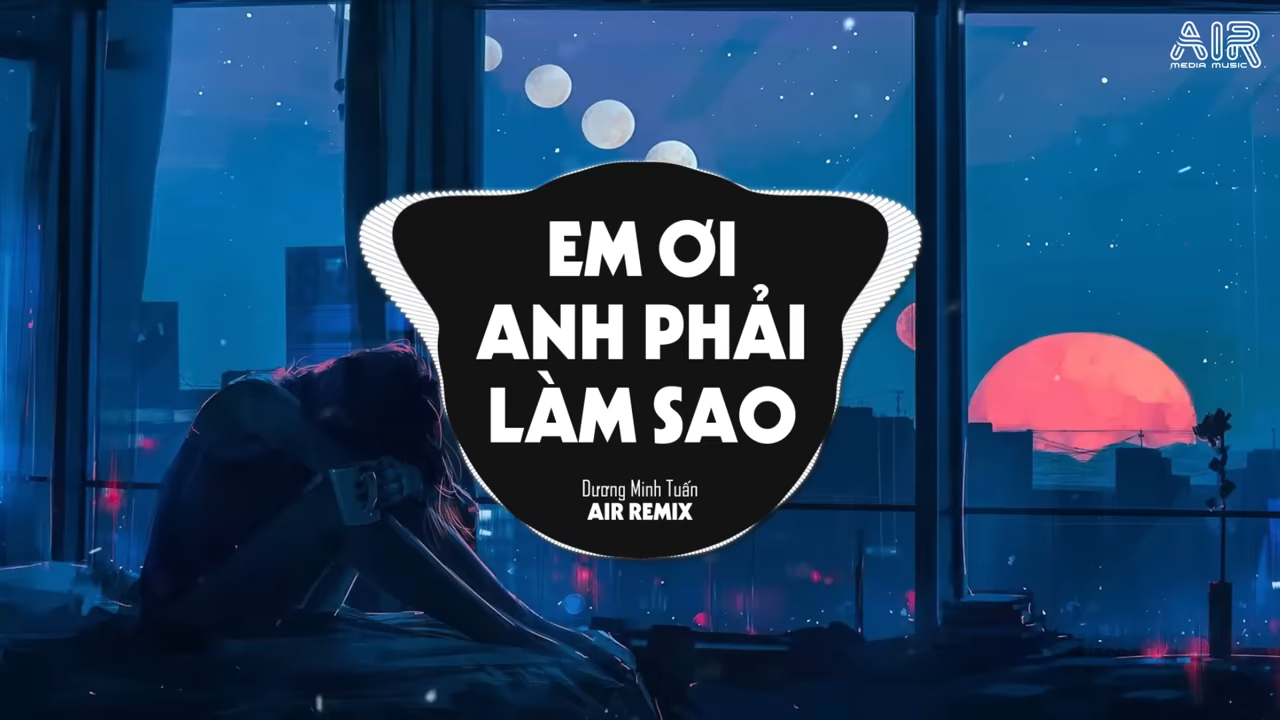 AIR
MEDIA MUSIC
EM ƠI
ANH PHẢI
LÀM SAO
Dương Minh Tuấn
AIR REMIX